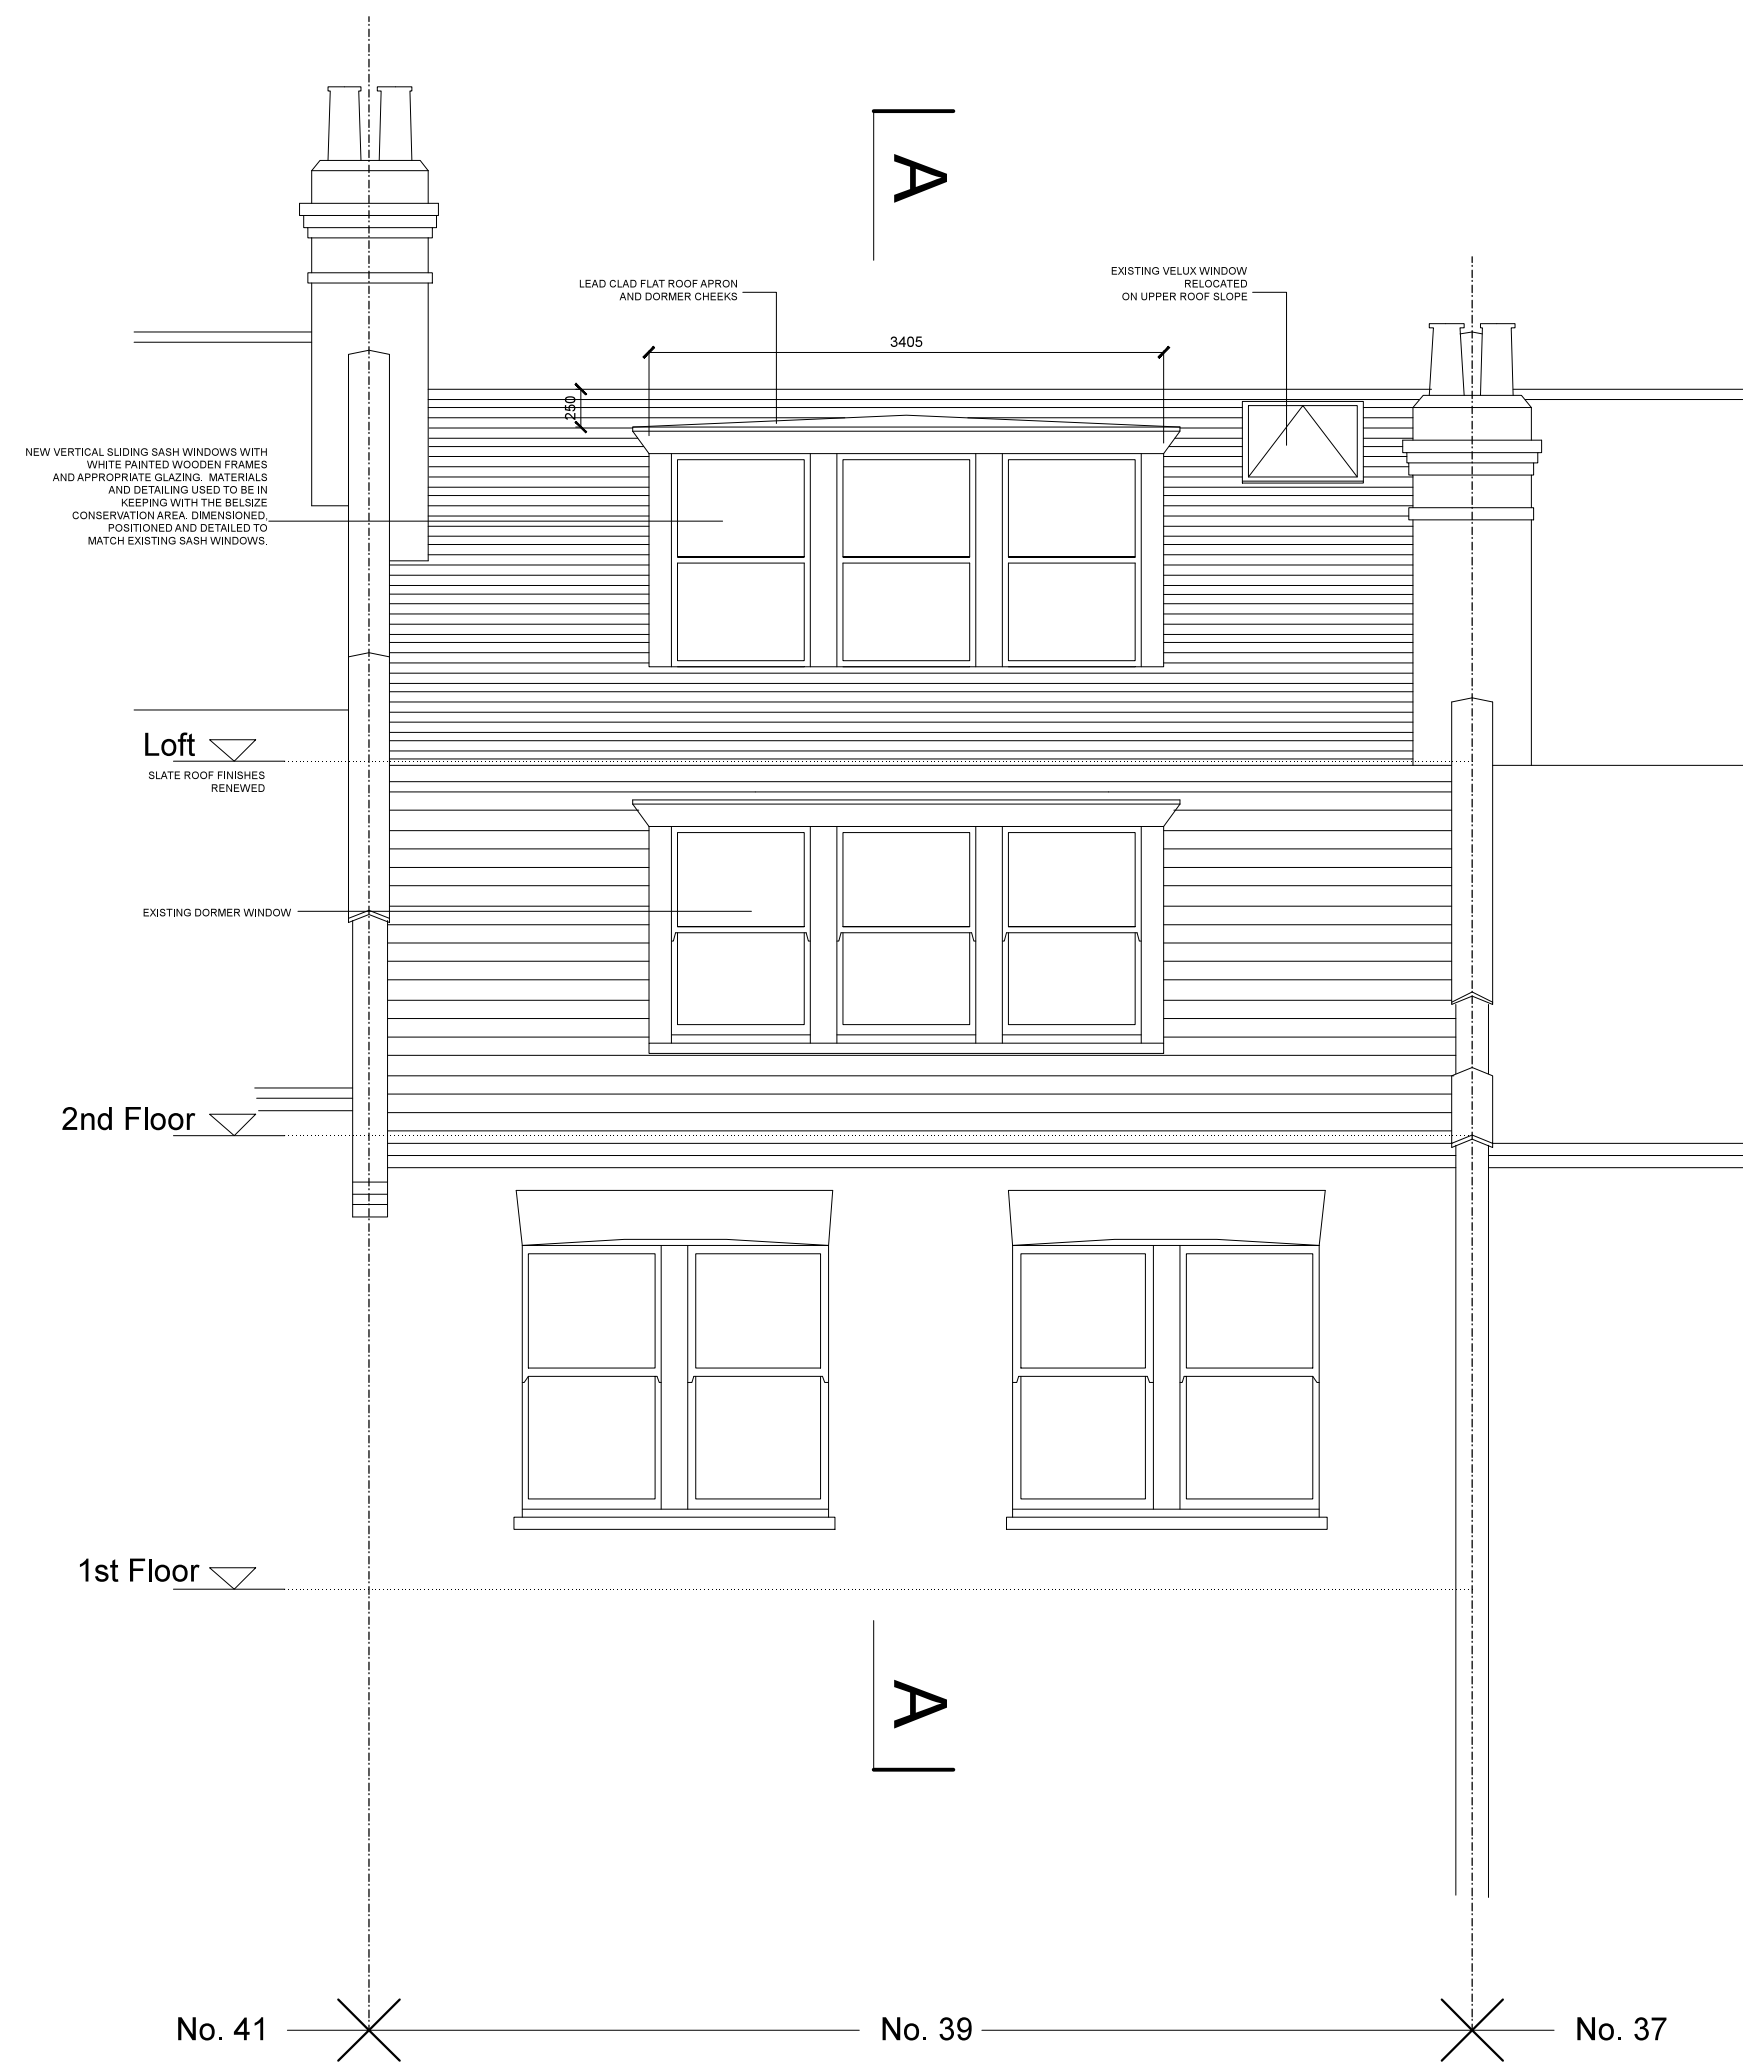 A
EXISTING VELUX WINDOW
RELOCATED
ON UPPER ROOF SLOPE
LEAD CLAD FLAT ROOF APRON
AND DORMER CHEEKS
3405
250
NEW VERTICAL SLIDING SASH WINDOWS WITH
WHITE PAINTED WOODEN FRAMES
AND APPROPRIATE GLAZING. MATERIALS
AND DETAILING USED TO BE IN
KEEPING WITH THE BELSIZE
CONSERVATION AREA. DIMENSIONED,
POSITIONED AND DETAILED TO
MATCH EXISTING SASH WINDOWS.
Loft
SLATE ROOF FINISHES
RENEWED
EXISTING DORMER WINDOW
2nd Floor
1st Floor
A
No. 41
No. 39
No. 37